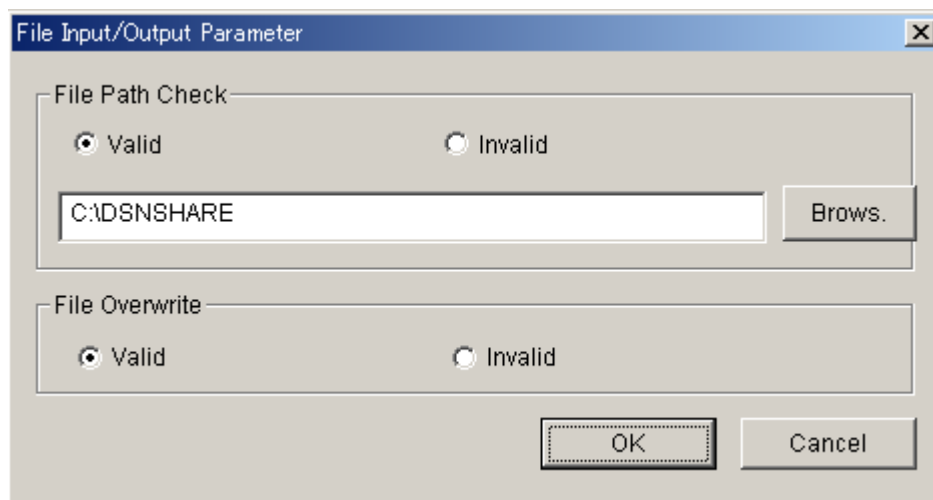 File Input/Output Parameter
File Path Check
Valid Invalid
C:\DSNSHARE Brows.
File Overwrite
Valid Invalid
OK Cancel